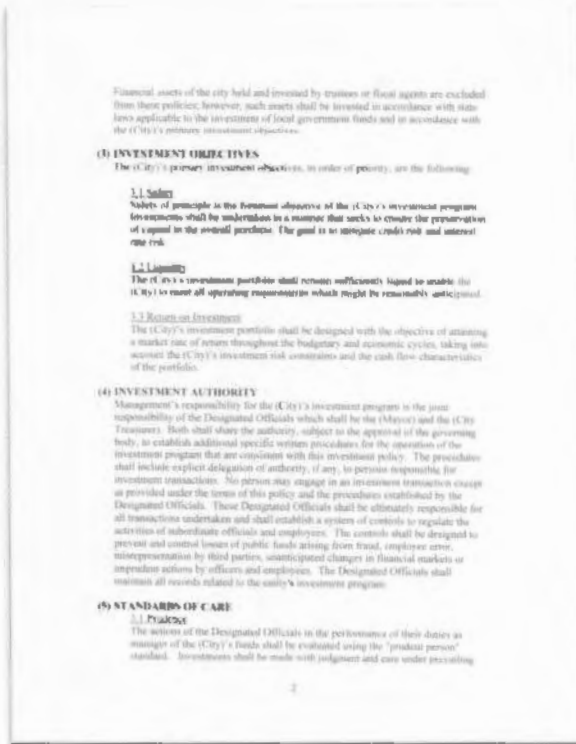 Financial assets of the city held and invested by trustees or fiscal agents are excluded
from these policies; however, such assets shall be invested in accordance with state
laws applicable to the investment of local government funds and in accordance with
the (City)'s primary investment objectives.
(3) INVESTMENT OBJECTIVES
The (City)'s primary investment objectives, in order of priority, are the following:
3.1 Safety
Safety of principle is the foremost objective of the (City)'s investment program.
Investments shall be undertaken in a manner that seeks to ensure the preservation
of capital in the overall portfolio. The goal is to mitigate credit risk and interest
rate risk.
3.2 Liquidity
The (City)'s investment portfolio shall remain sufficiently liquid to enable the
(City) to meet all operating requirements which might be reasonably anticipated.
3.3 Return on Investment
The (City)'s investment portfolio shall be designed with the objective of attaining
a market rate of return throughout the budgetary and economic cycles, taking into
account the (City)'s investment risk constraints and the cash flow characteristics
of the portfolio.
(4) INVESTMENT AUTHORITY
Management's responsibility for the (City)'s investment program is the joint
responsibility of the Designated Officials which shall be the (Mayor) and the (City
Treasurer). Both shall share the authority, subject to the approval of the governing
body, to establish additional specific written procedures for the operation of the
investment program that are consistent with this investment policy. The procedures
shall include explicit delegation of authority, if any, to persons responsible for
investment transactions. No person may engage in an investment transaction except
as provided under the terms of this policy and the procedures established by the
Designated Officials. These Designated Officials shall be ultimately responsible for
all transactions undertaken and shall establish a system of controls to regulate the
activities of subordinate officials and employees. The controls shall be designed to
prevent and control losses of public funds arising from fraud, employee error,
misrepresentation by third parties, unanticipated changes in financial markets or
imprudent actions by officers and employees. The Designated Officials shall
maintain all records related to the entity's investment program.
(5) STANDARDS OF CARE
Prudence
The actions of the Designated Officials in the performance of their duties as
manager of the (City)'s funds shall be evaluated using the "prudent person"
standard. Investments shall be made with judgment and care under prevailing
2